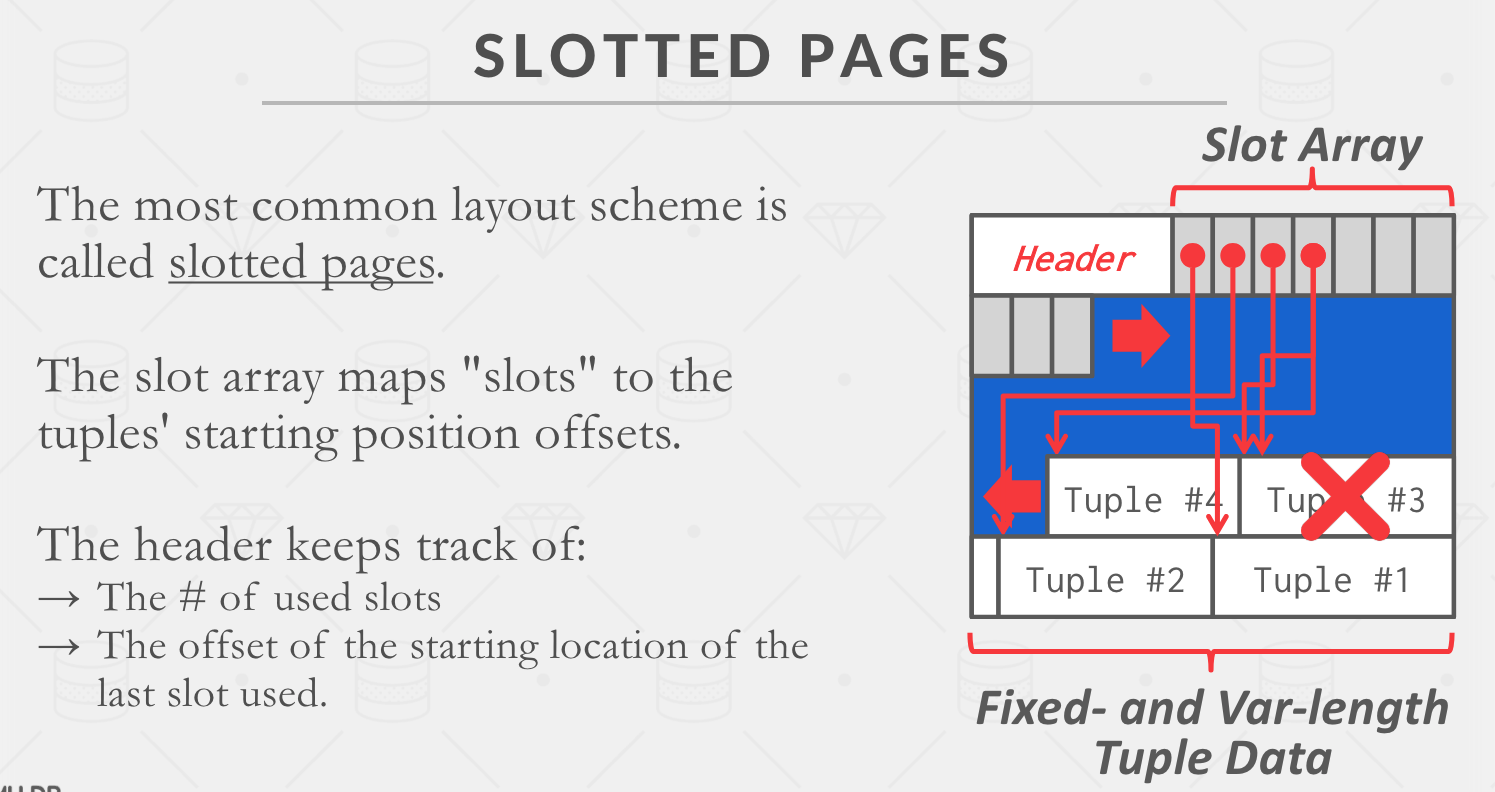 SLOTTED PAGES
The most common layout scheme is
called slotted pages.
The slot array maps "slots" to the
tuples' starting position offsets.
The header keeps track of:
→ The # of used slots
→ The offset of the starting location of the
last slot used.
Slot Array
Header
Tuple #4
Tuple #3
Tuple #2
Tuple #1
Fixed- and Var-length
Tuple Data